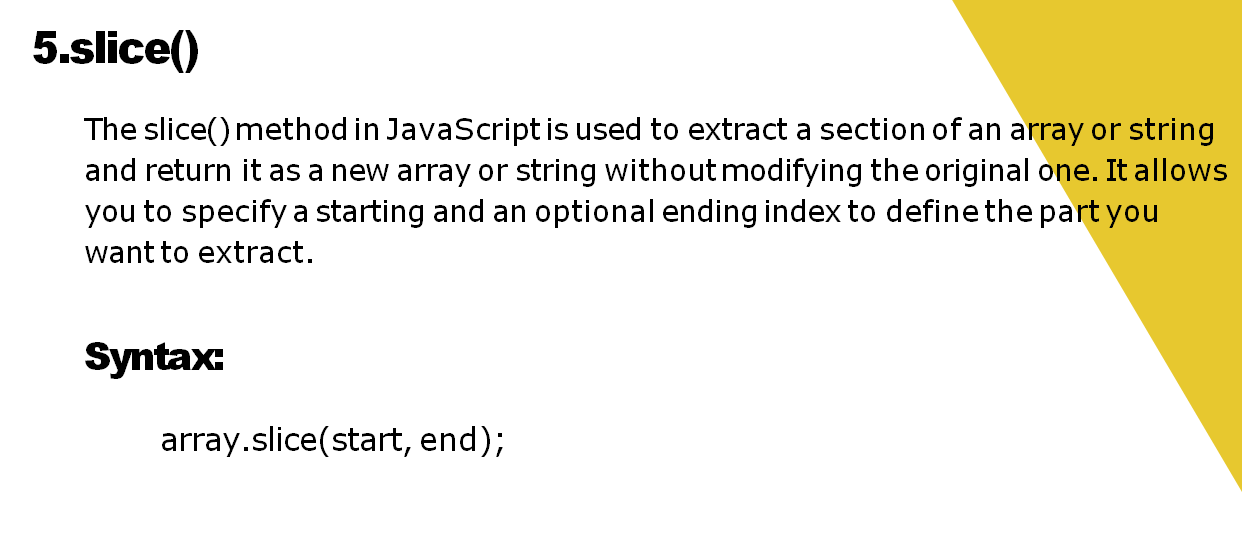 5.slice()
The slice() method in JavaScript is used to extract a section of an array or string
and return it as a new array or string without modifying the original one. It allows
you to specify a starting and an optional ending index to define the part you
want to extract.
Syntax:
array.slice(start, end);